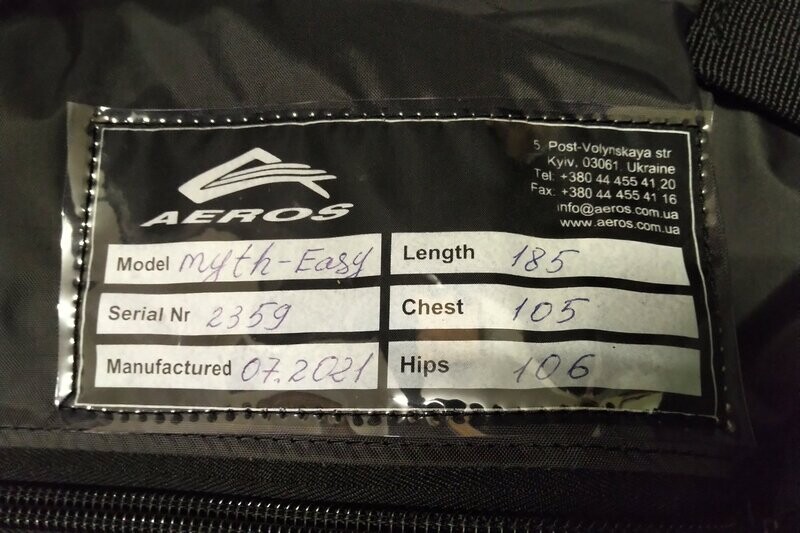 AEROS
5, Post-Volynskaya str
Kyiv, 03061, Ukraine
Tel: +380 44 455 41 20
Fax: +380 44 455 41 16
info@aeros.com.ua
www.aeros.com.ua
Model Myth-Easy
Serial Nr 2359
Manufactured 07.2021
Length 185
Chest 105
Hips 106